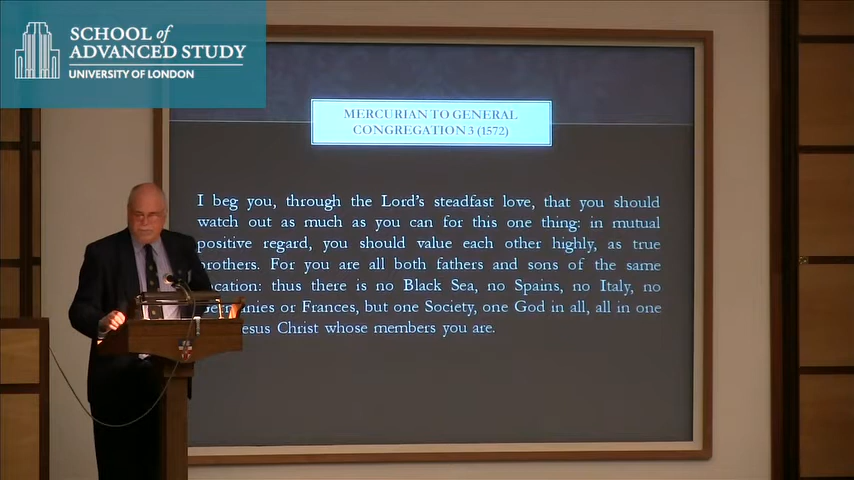 SCHOOL of
ADVANCED STUDY
UNIVERSITY OF LONDON
MERCURIAN TO GENERAL
CONGREGATION 3 (1572)
I beg you, through the Lord's steadfast love, that you should
watch out as much as you can for this one thing: in mutual
positive regard, you should value each other highly, as true
brothers. For you are all both fathers and sons of the same
thus there is no Black Sea, no Spains, no Italy, no
or Frances, but one Society, one God in all, all in one
Christ whose members you are.